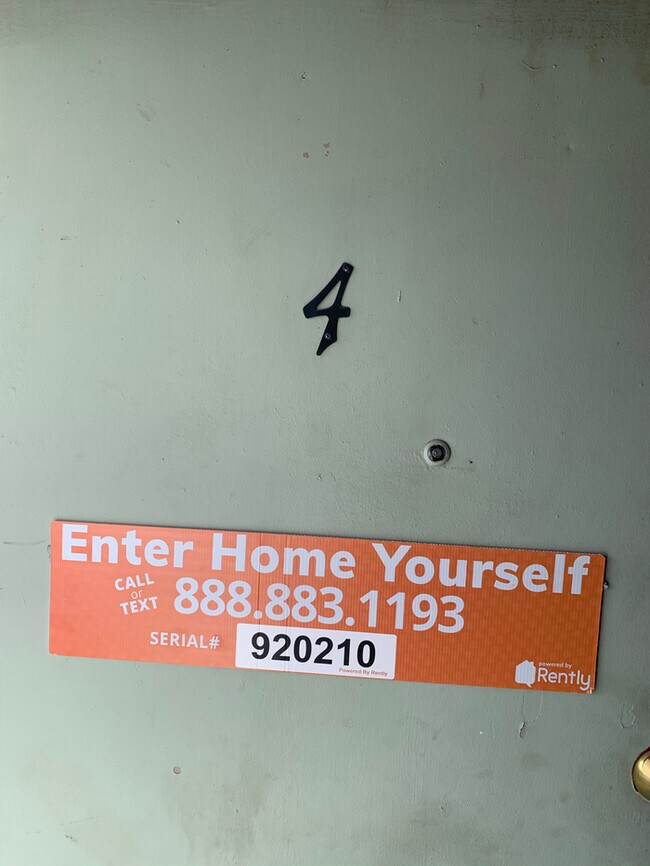 4
Enter Home Yourself
CALL
or
TEXT
888.883.1193
SERIAL#
920210
Powered By Rently
powered by
Rently